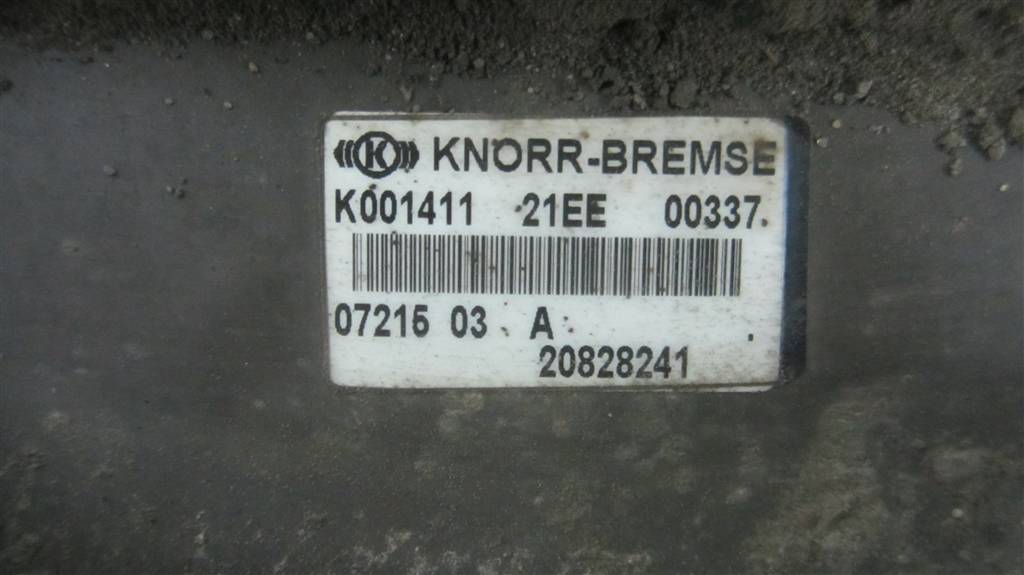 K KNORR-BREMSE
K001411 21EE 00337
07215 03 A
20828241